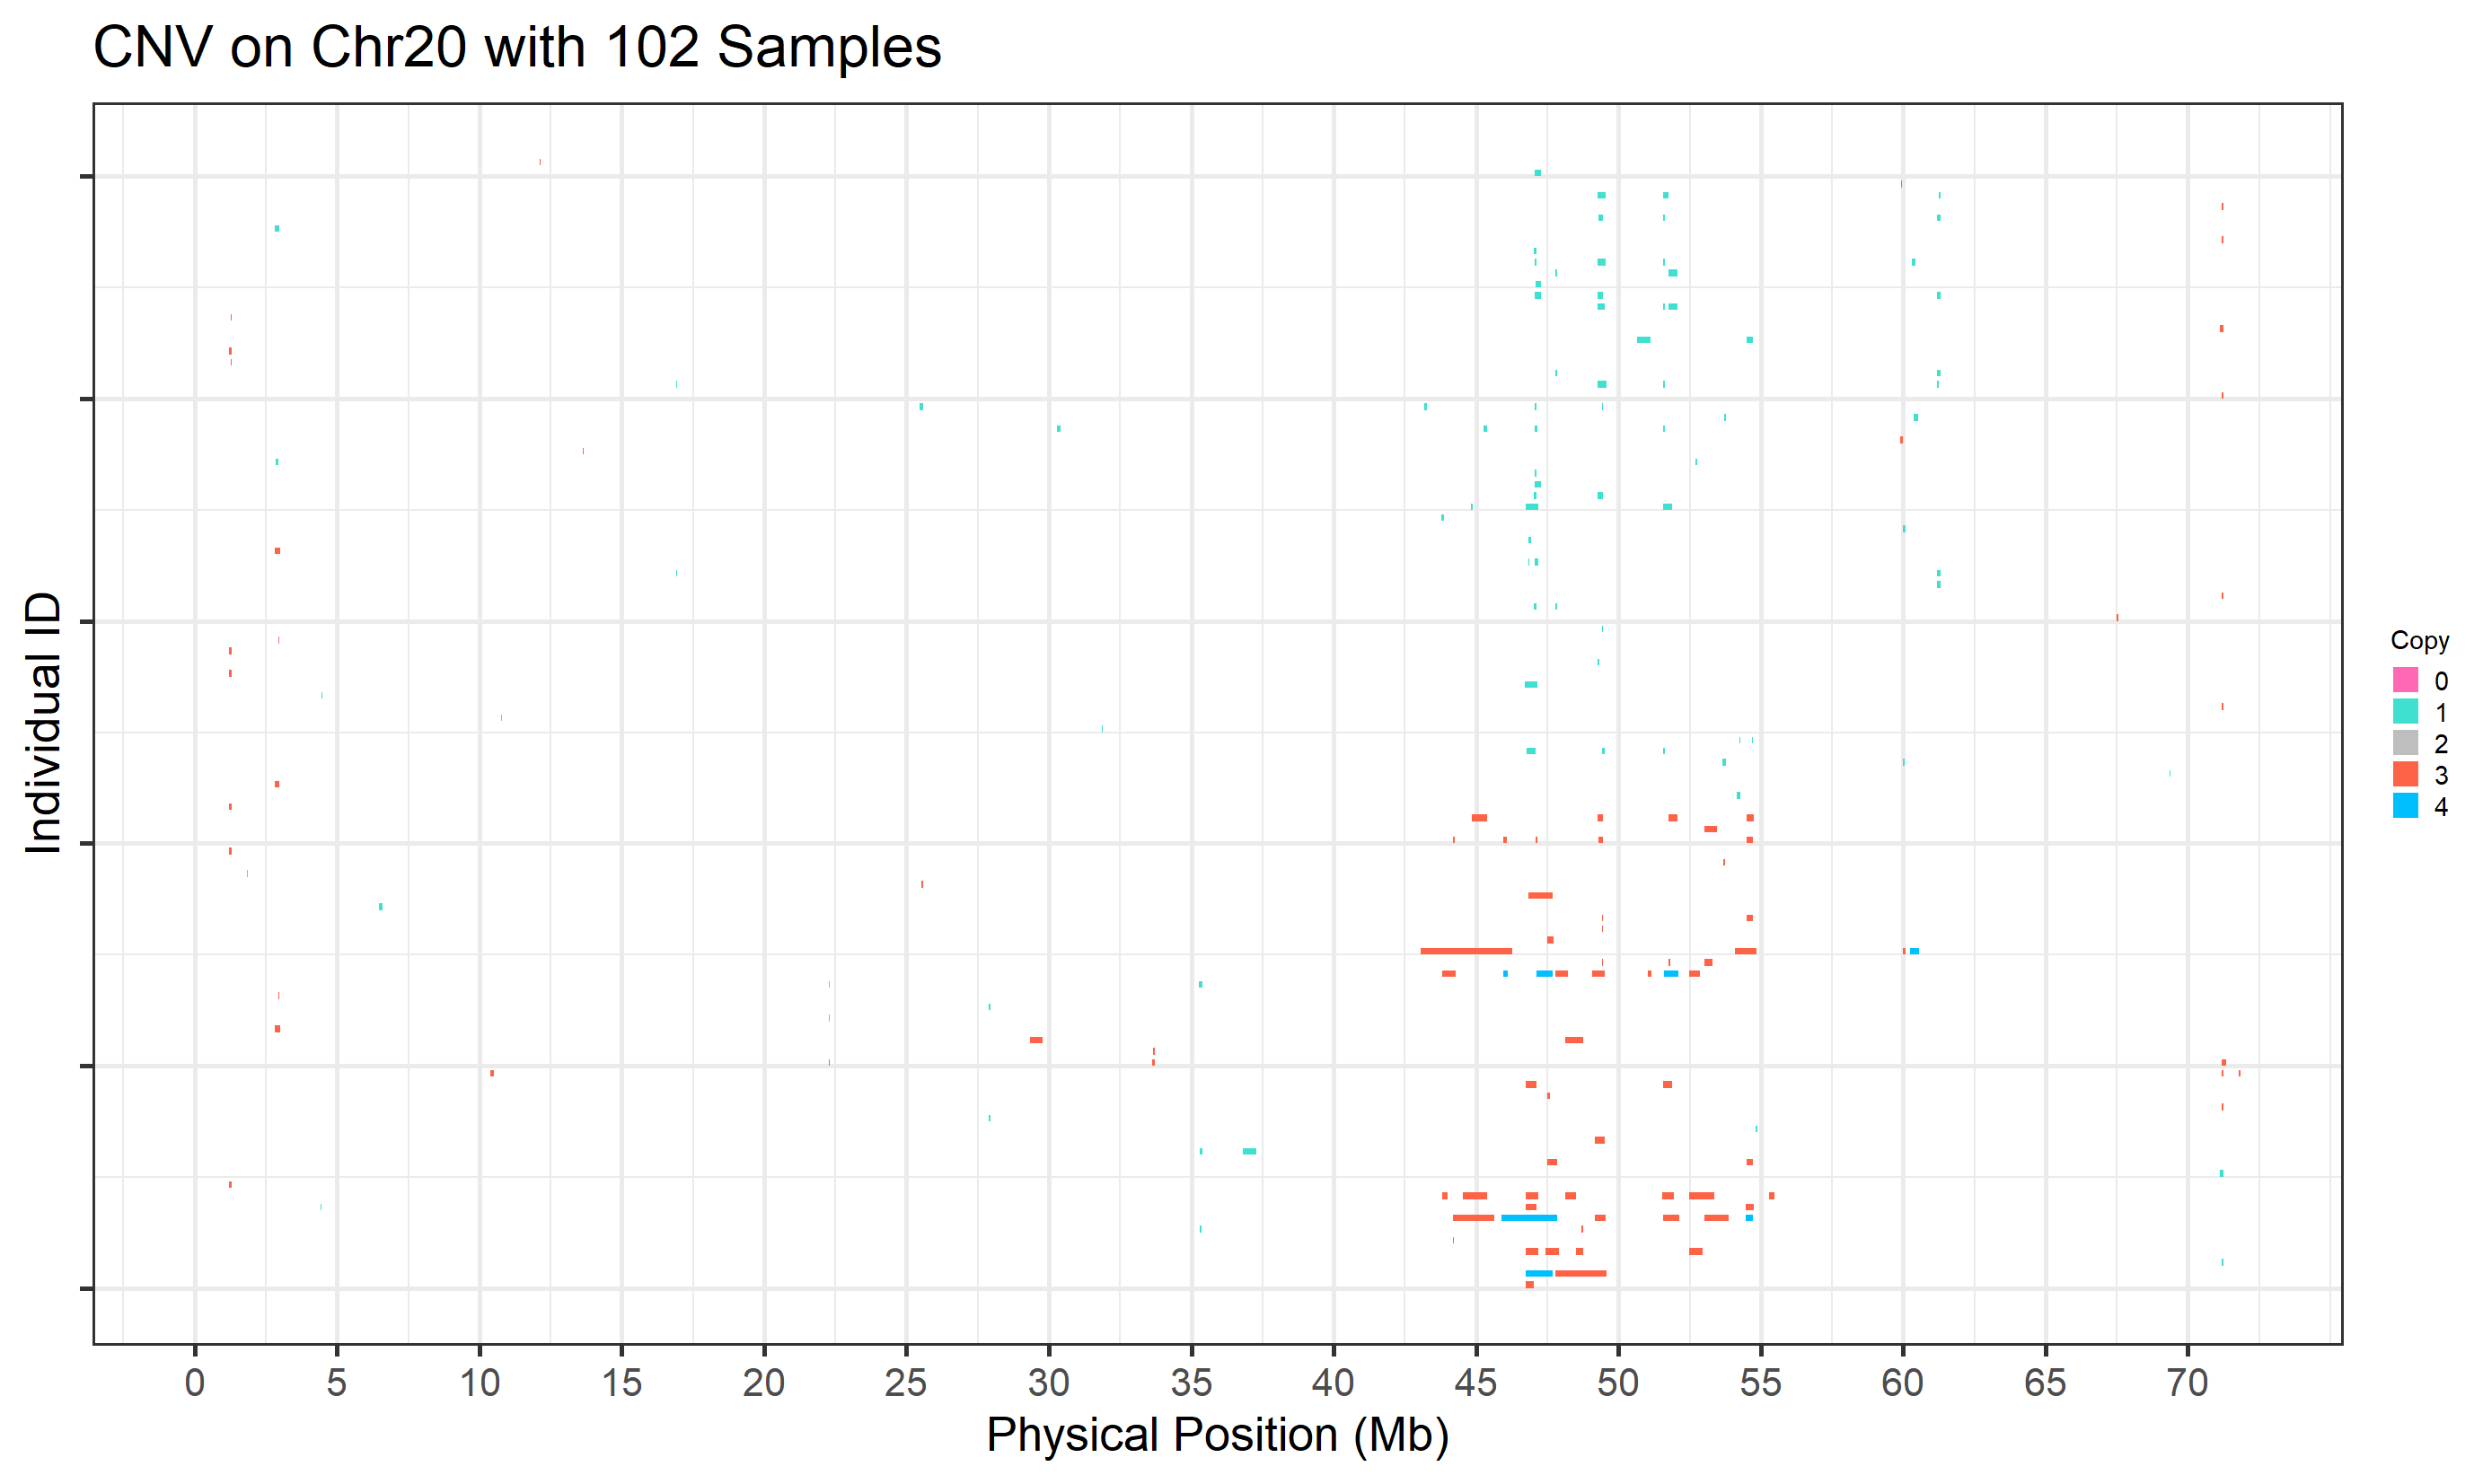 CNV on Chr20 with 102 Samples
Individual ID
0 5 10 15 20 25 30 35 40 45 50 55 60 65 70
Physical Position (Mb)
Copy
0
1
2
3
4